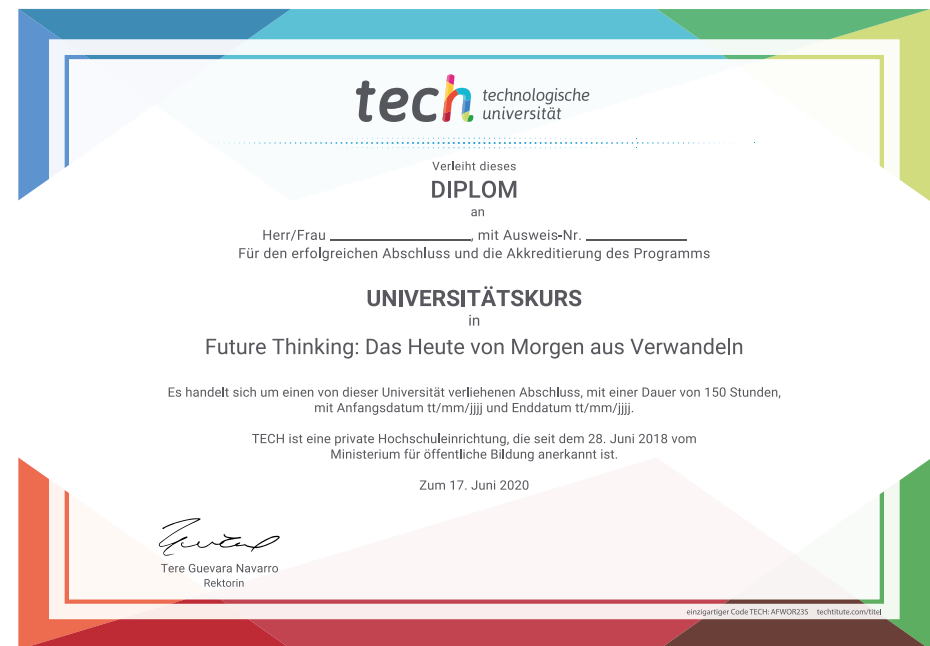 tech technologische
universität
Verleiht dieses
DIPLOM
an
Herr/Frau ____________________, mit Ausweis-Nr. ______________
Für den erfolgreichen Abschluss und die Akkreditierung des Programms
UNIVERSITÄTSKURS
in
Future Thinking: Das Heute von Morgen aus Verwandeln
Es handelt sich um einen von dieser Universität verliehenen Abschluss, mit einer Dauer von 150 Stunden,
mit Anfangsdatum tt/mm/jjjj und Enddatum tt/mm/jjjj.
TECH ist eine private Hochschuleinrichtung, die seit dem 28. Juni 2018 vom
Ministerium für öffentliche Bildung anerkannt ist.
Zum 17. Juni 2020
Tere Guevara Navarro
Rektorin
einzigartiger Code TECH: AFWOR23S techtitute.com/titel